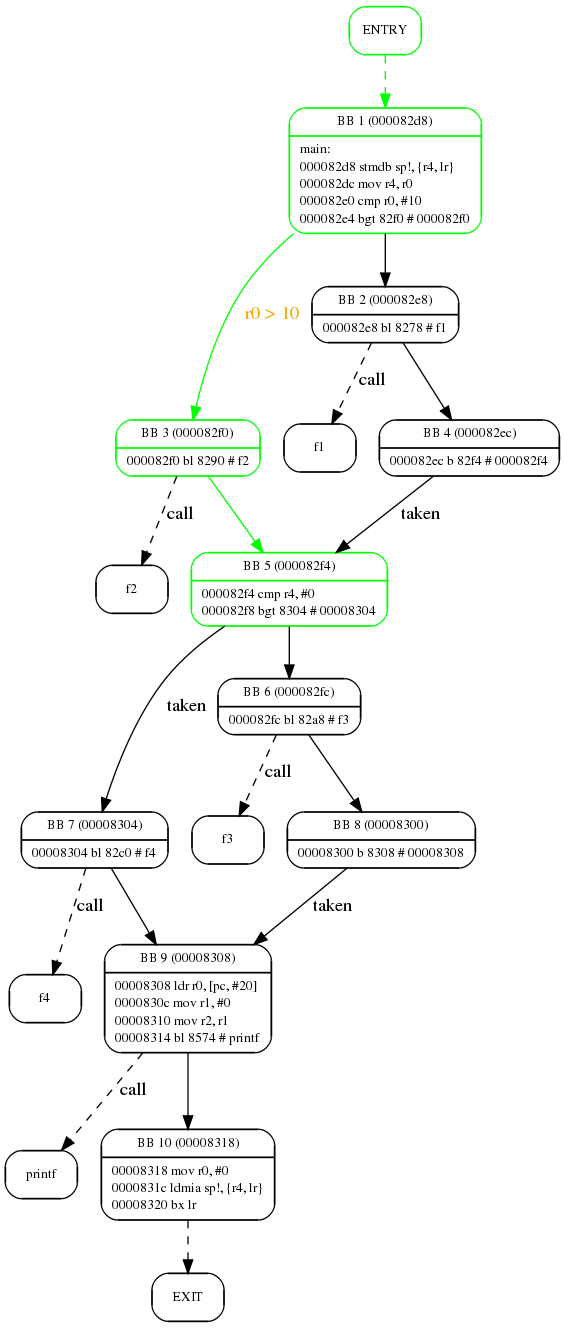 ENTRY
BB 1 (000082d8)
main:
000082d8 stmdb sp!, {r4, lr}
000082dc mov r4, r0
000082e0 cmp r0, #10
000082e4 bgt 82f0 # 000082f0
r0 > 10
BB 2 (000082e8)
000082e8 bl 8278 # f1
call
BB 3 (000082f0)
000082f0 bl 8290 # f2
f1
BB 4 (000082ec)
000082ec b 82f4 # 000082f4
call
taken
f2
BB 5 (000082f4)
000082f4 cmp r4, #0
000082f8 bgt 8304 # 00008304
taken
BB 6 (000082fc)
000082fc bl 82a8 # f3
call
BB 7 (00008304)
00008304 bl 82c0 # f4
f3
BB 8 (00008300)
00008300 b 8308 # 00008308
call
taken
f4
BB 9 (00008308)
00008308 ldr r0, [pc, #20]
0000830c mov r1, #0
00008310 mov r2, r1
00008314 bl 8574 # printf
call
printf
BB 10 (00008318)
00008318 mov r0, #0
0000831c ldmia sp!, {r4, lr}
00008320 bx lr
EXIT